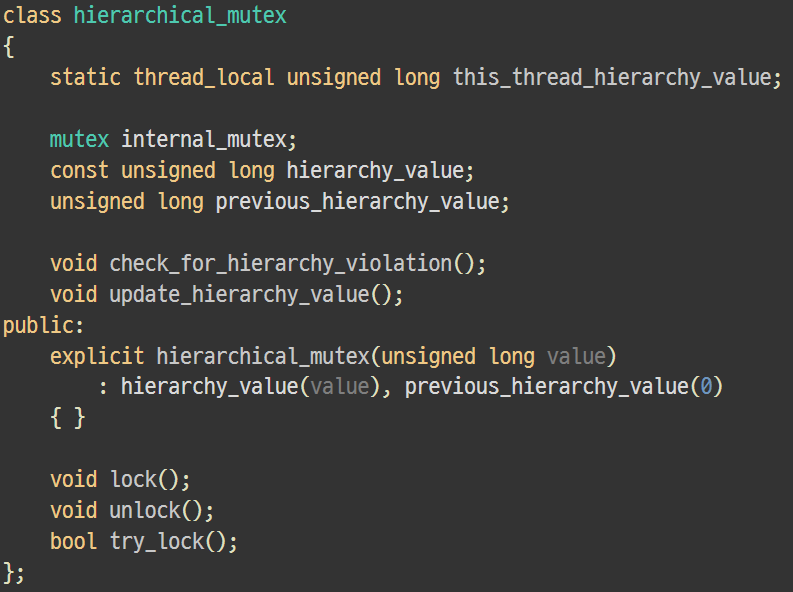 class hierarchical_mutex
{
    static thread_local unsigned long this_thread_hierarchy_value;
    mutex internal_mutex;
    const unsigned long hierarchy_value;
    unsigned long previous_hierarchy_value;
    void check_for_hierarchy_violation();
    void update_hierarchy_value();
public:
    explicit hierarchical_mutex(unsigned long value)
        : hierarchy_value(value), previous_hierarchy_value(0)
    { }
    void lock();
    void unlock();
    bool try_lock();
};